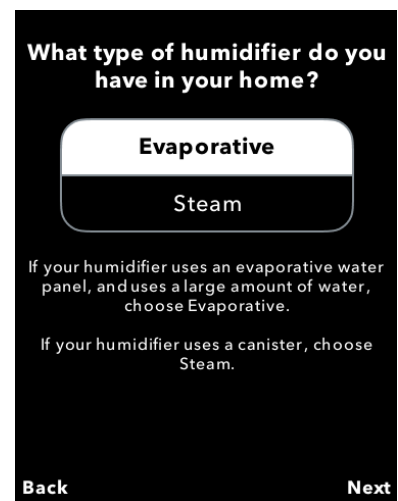 What type of humidifier do you
have in your home?
Evaporative
Steam
If your humidifier uses an evaporative water
panel, and uses a large amount of water,
choose Evaporative.
If your humidifier uses a canister, choose
Steam.
Back
Next